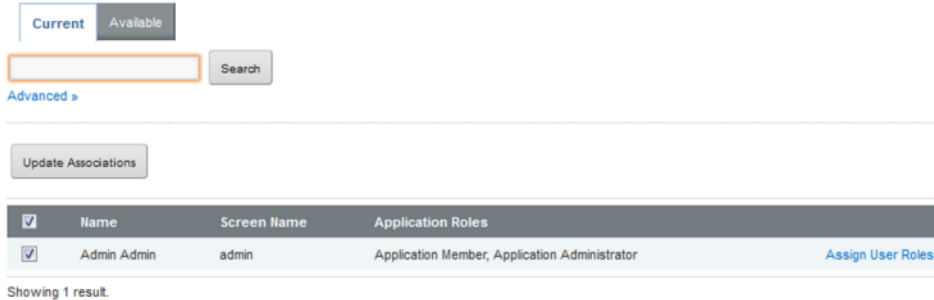 Current Available
Search
Advanced »
Update Associations
Name Screen Name Application Roles
Admin Admin admin Application Member, Application Administrator Assign User Roles
Showing 1 result.